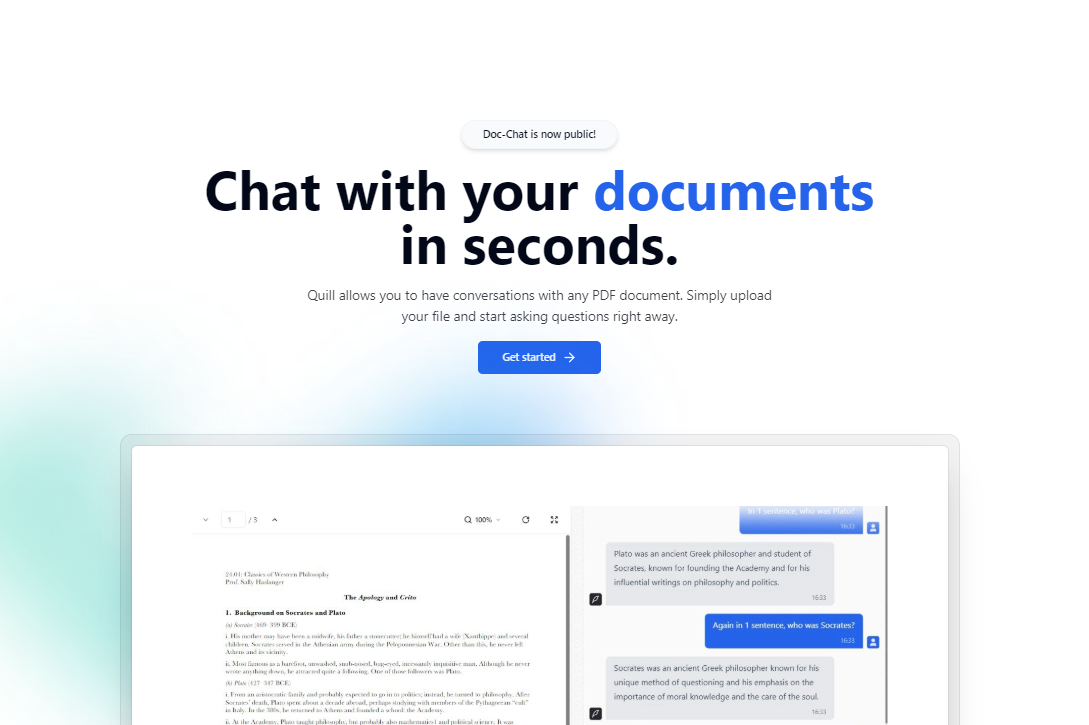 Doc-Chat is now public!
Chat with your documents
in seconds.
Quill allows you to have conversations with any PDF document. Simply upload
your file and start asking questions right away.
Get started
1 / 3
100%
24.01: Classics of Western Philosophy
Prof. Sally Haslanger
The Apology and Crito
1. Background on Socrates and Plato
(a) Socrates (469–399 BCE)
i. His mother may have been a midwife, his father a stonecutter; he himself had a wife (Xanthippe) and several
children; Socrates served in the Athenian army during the Peloponnesian War. Other than this, he never left
Athens and its vicinity.
ii. Most famous as a barefoot, unwashed, snub-nosed, bug-eyed, incessantly inquisitive man. Although he never
wrote anything down, he attracted quite a following. One of those followers was Plato.
(b) Plato (427–347 BCE)
i. From an aristocratic family and probably expected to go in to politics; instead, he turned to philosophy. After
Socrates' death, Plato spent about a decade abroad, perhaps studying with members of the Pythagorean "cult"
in Italy. In the 380s, he returned to Athens and founded a school: the Academy.
ii. At the Academy, Plato taught philosophy, but probably also mathematics and political science. It was
In 1 sentence, who was Plato?
16:33
Plato was an ancient Greek philosopher and student of
Socrates, known for founding the Academy and for his
influential writings on philosophy and politics.
16:33
Again in 1 sentence, who was Socrates?
16:33
Socrates was an ancient Greek philosopher known for his
unique method of questioning and his emphasis on the
importance of moral knowledge and the care of the soul.
16:33